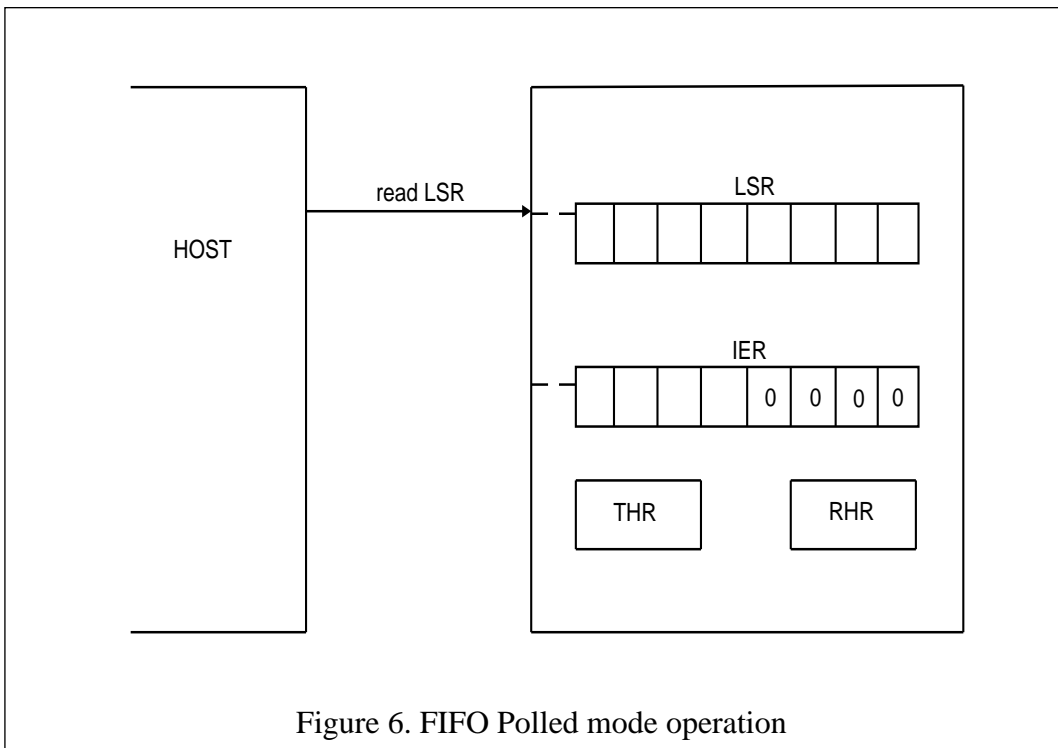 read LSR
LSR
HOST
IER
0 0 0 0
THR RHR
Figure 6. FIFO Polled mode operation